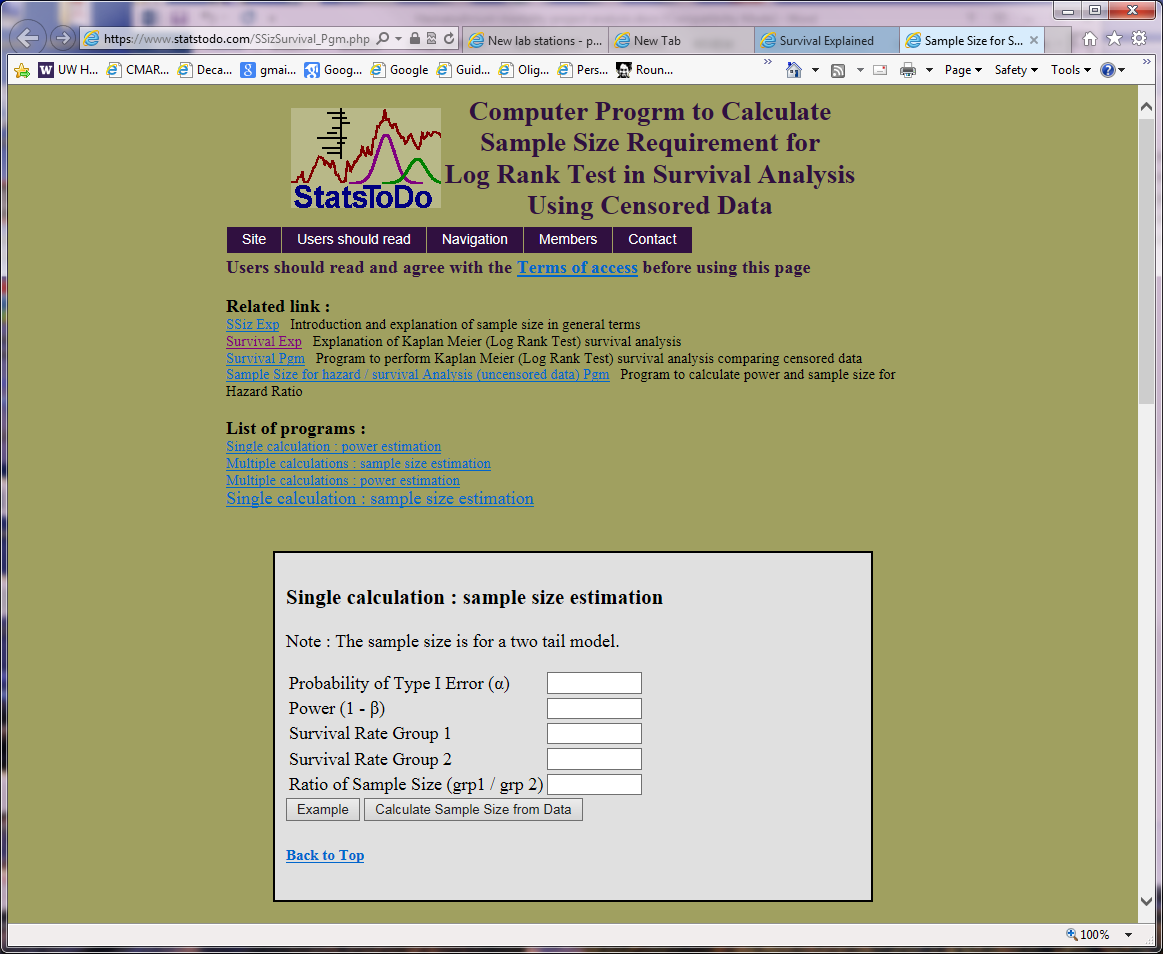 https://www.statstodo.com/SSizSurvival_Pgm.php
New lab stations - p...
New Tab
Survival Explained
Sample Size for S...
UW H...
CMAR...
Deca...
gmai...
Goog...
Google
Guid...
Olig...
Pers...
Roun...
Page
Safety
Tools
Computer Progrm to Calculate
Sample Size Requirement for
Log Rank Test in Survival Analysis
Using Censored Data
StatsToDo
Site Users should read Navigation Members Contact
Users should read and agree with the Terms of access before using this page
Related link :
SSiz Exp Introduction and explanation of sample size in general terms
Survival Exp Explanation of Kaplan Meier (Log Rank Test) survival analysis
Survival Pgm Program to perform Kaplan Meier (Log Rank Test) survival analysis comparing censored data
Sample Size for hazard / survival Analysis (uncensored data) Pgm Program to calculate power and sample size for
Hazard Ratio
List of programs :
Single calculation : power estimation
Multiple calculations : sample size estimation
Multiple calculations : power estimation
Single calculation : sample size estimation
Single calculation : sample size estimation
Note : The sample size is for a two tail model.
Probability of Type I Error (α)
Power (1 - β)
Survival Rate Group 1
Survival Rate Group 2
Ratio of Sample Size (grp1 / grp 2)
Example Calculate Sample Size from Data
Back to Top
100%